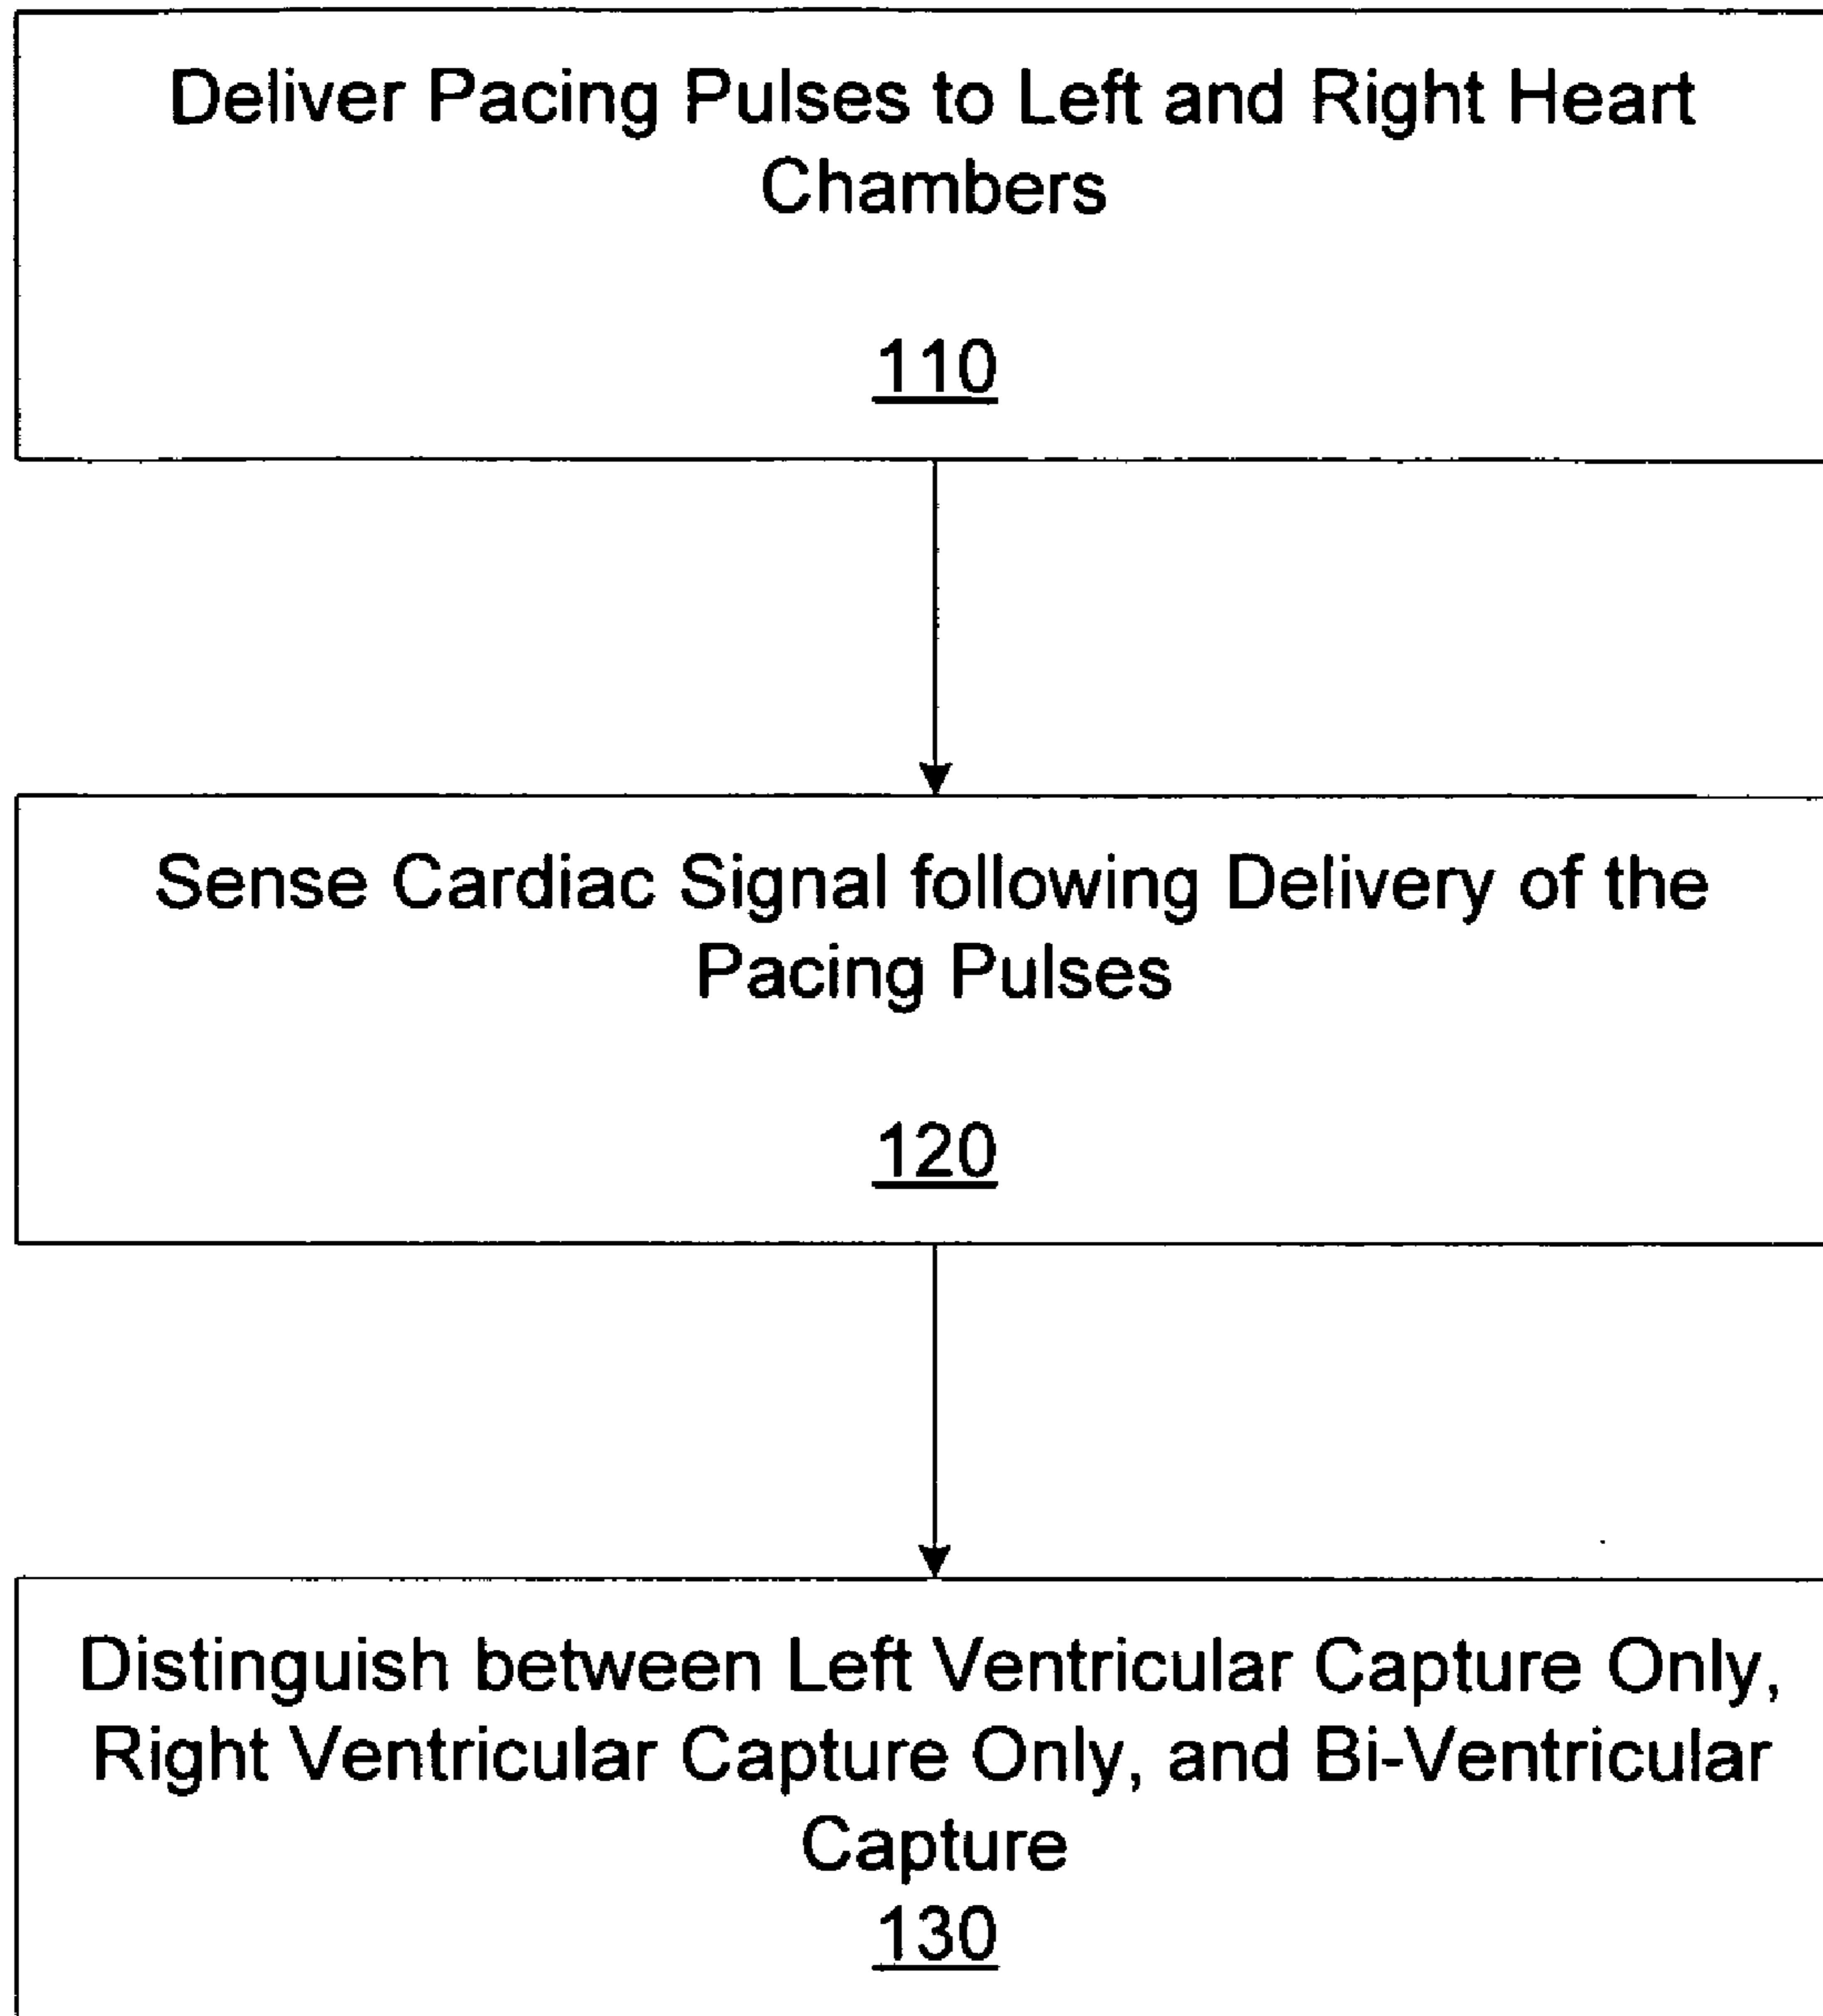 Deliver Pacing Pulses to Left and Right Heart
Chambers
110
Sense Cardiac Signal following Delivery of the
Pacing Pulses
120
Distinguish between Left Ventricular Capture Only,
Right Ventricular Capture Only, and Bi-Ventricular
Capture
130